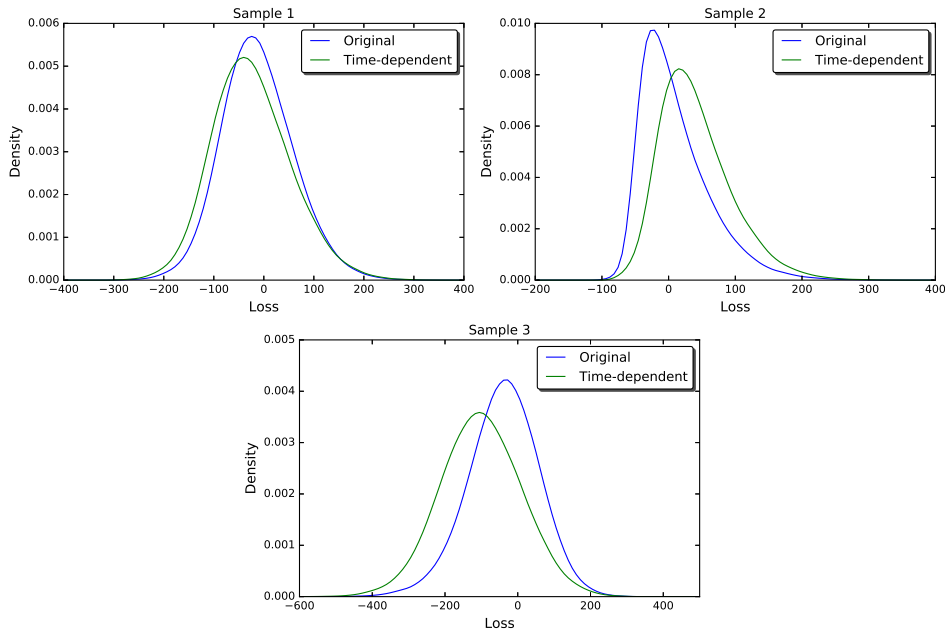 Sample 1
0.006
0.005
0.004
0.003
0.002
0.001
0.000
Density
−400 −300 −200 −100 0 100 200 300 400
Loss
Original
Time-dependent
Sample 2
0.010
0.008
0.006
0.004
0.002
0.000
Density
−200 −100 0 100 200 300 400
Loss
Original
Time-dependent
Sample 3
0.005
0.004
0.003
0.002
0.001
0.000
Density
−600 −400 −200 0 200 400
Loss
Original
Time-dependent